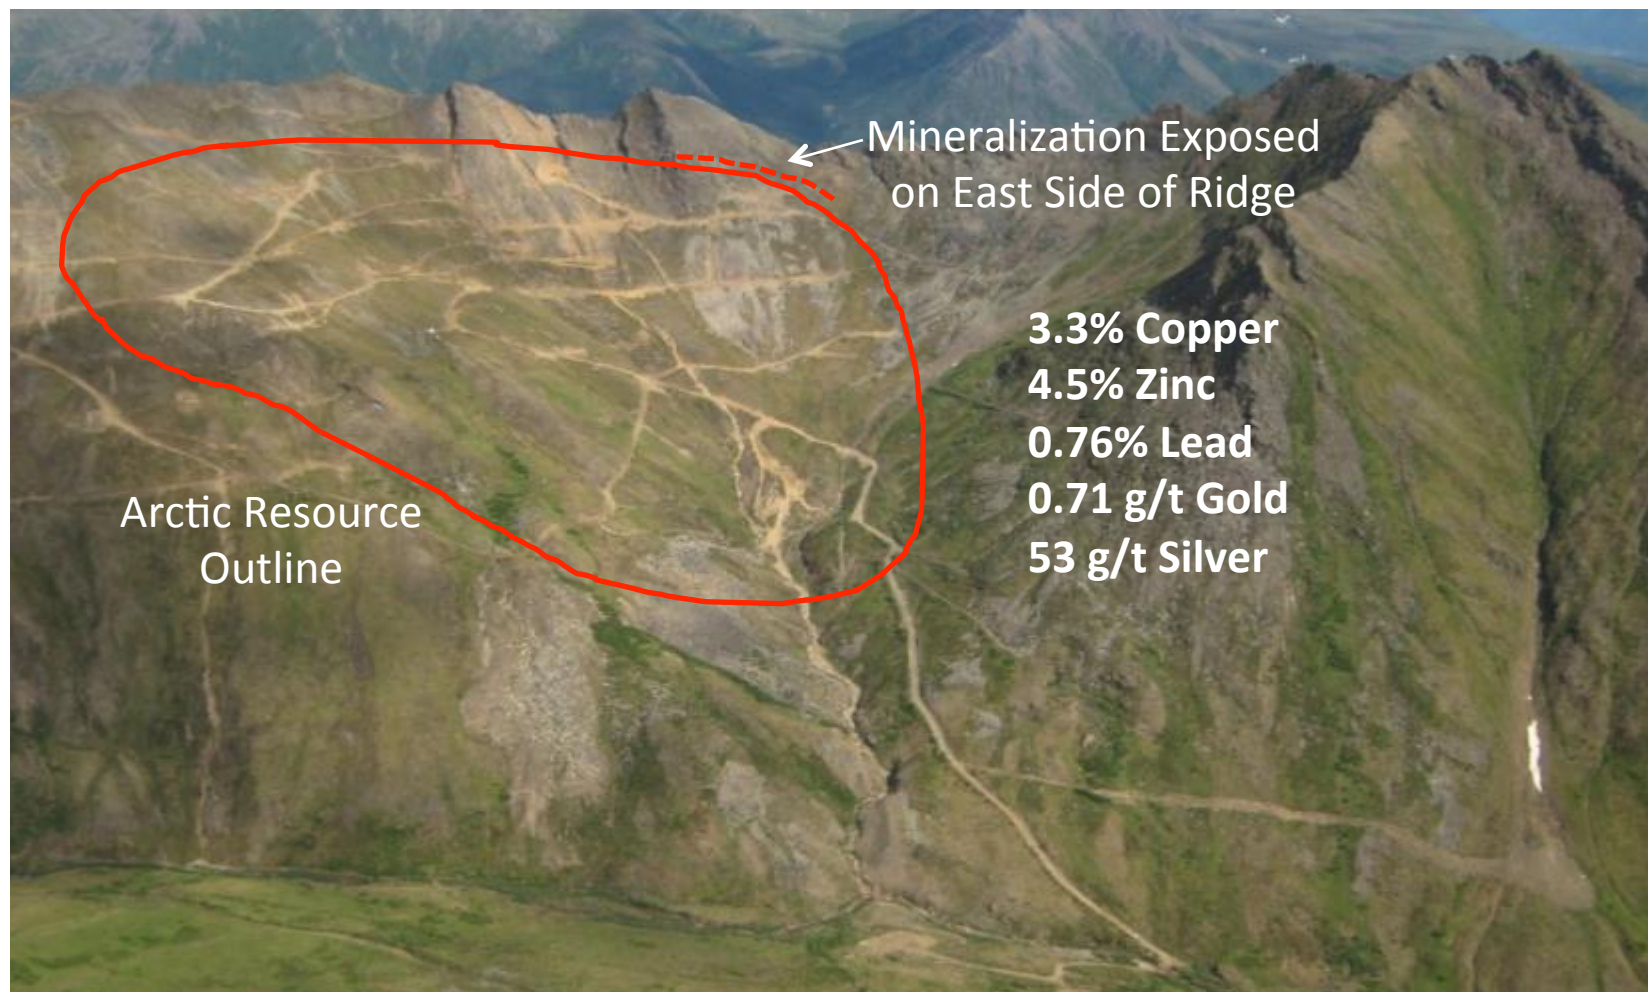 Mineralization Exposed
on East Side of Ridge
3.3% Copper
4.5% Zinc
0.76% Lead
0.71 g/t Gold
53 g/t Silver
Arctic Resource
Outline